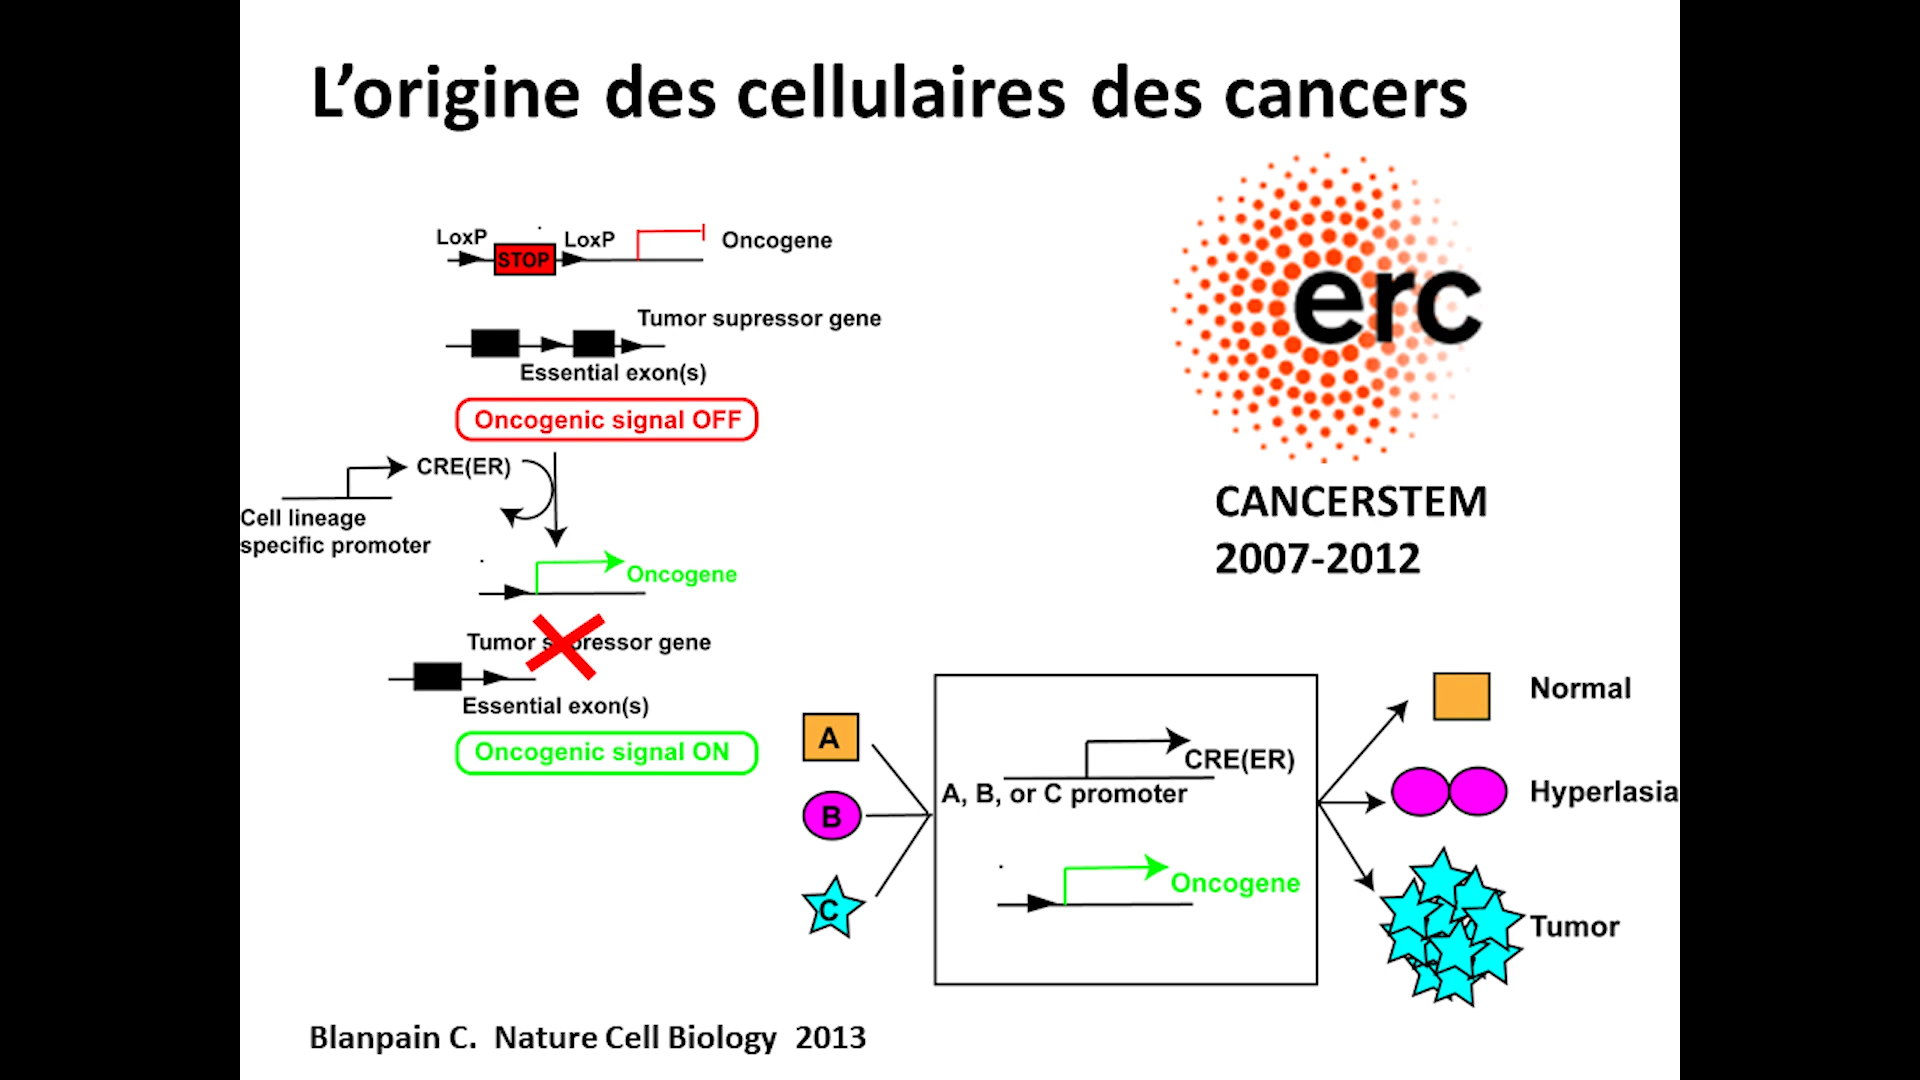 L’origine des cellulaires des cancers
LoxP
STOP
LoxP
Oncogene
Tumor supressor gene
Essential exon(s)
Oncogenic signal OFF
CRE(ER)
Cell lineage
specific promoter
Oncogene
Tumor supressor gene
Essential exon(s)
Oncogenic signal ON
erc
CANCERSTEM
2007-2012
A
B
C
CRE(ER)
A, B, or C promoter
Oncogene
Normal
Hyperlasia
Tumor
Blanpain C. Nature Cell Biology 2013